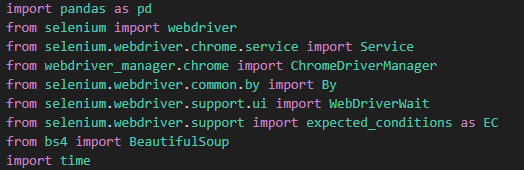 import pandas as pd
from selenium import webdriver
from selenium.webdriver.chrome.service import Service
from webdriver_manager.chrome import ChromeDriverManager
from selenium.webdriver.common.by import By
from selenium.webdriver.support.ui import WebDriverWait
from selenium.webdriver.support import expected_conditions as EC
from bs4 import BeautifulSoup
import time